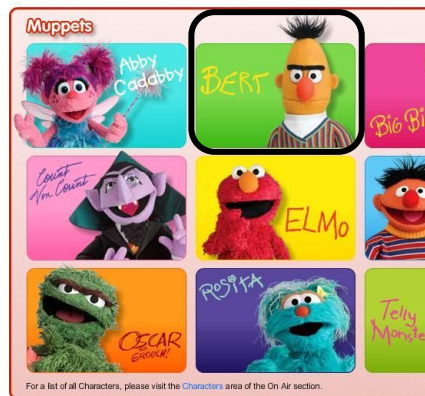 Muppets
Abby
Cadabby
BERT
BIG BI
Count
Von Count
ELMO
OSCAR
THE
GROUCH!
ROSITA
Telly
Monste
For a list of all Characters, please visit the Characters area of the On Air section.